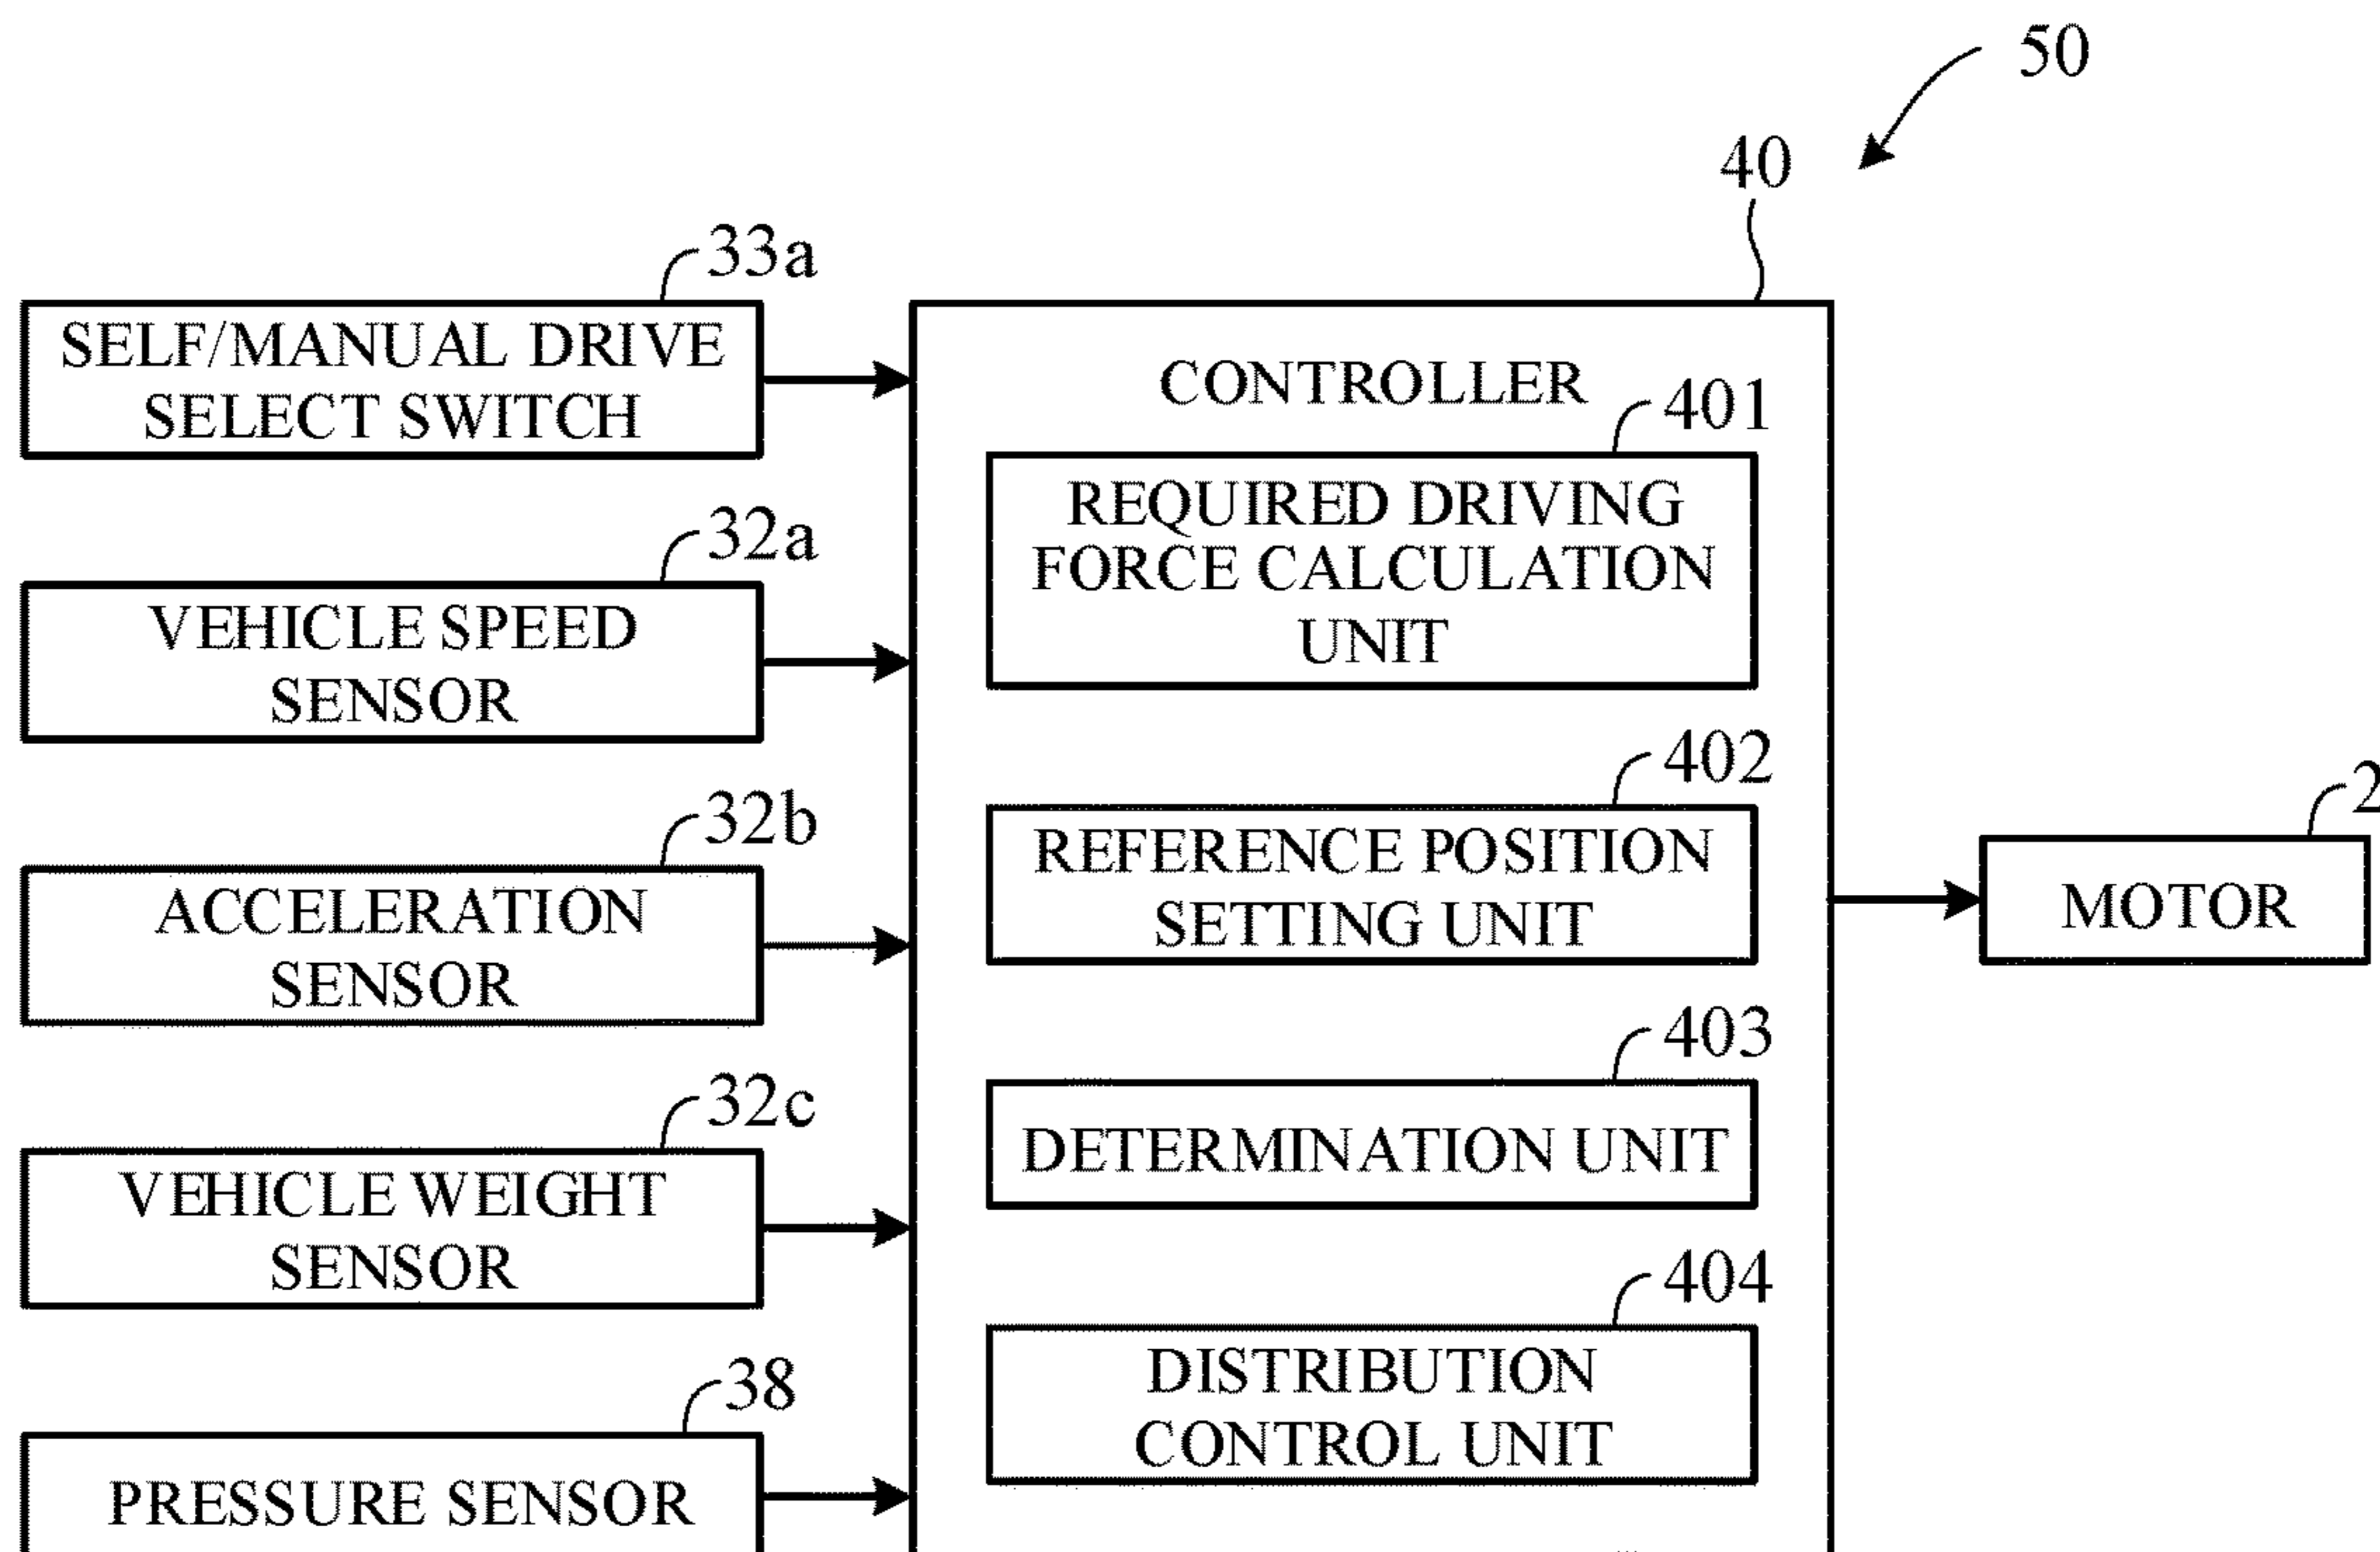 50
40
33a
SELF/MANUAL DRIVE
SELECT SWITCH
CONTROLLER
401
REQUIRED DRIVING
FORCE CALCULATION
UNIT
32a
VEHICLE SPEED
SENSOR
402
REFERENCE POSITION
SETTING UNIT
2
MOTOR
32b
ACCELERATION
SENSOR
403
DETERMINATION UNIT
32c
VEHICLE WEIGHT
SENSOR
404
DISTRIBUTION
CONTROL UNIT
38
PRESSURE SENSOR